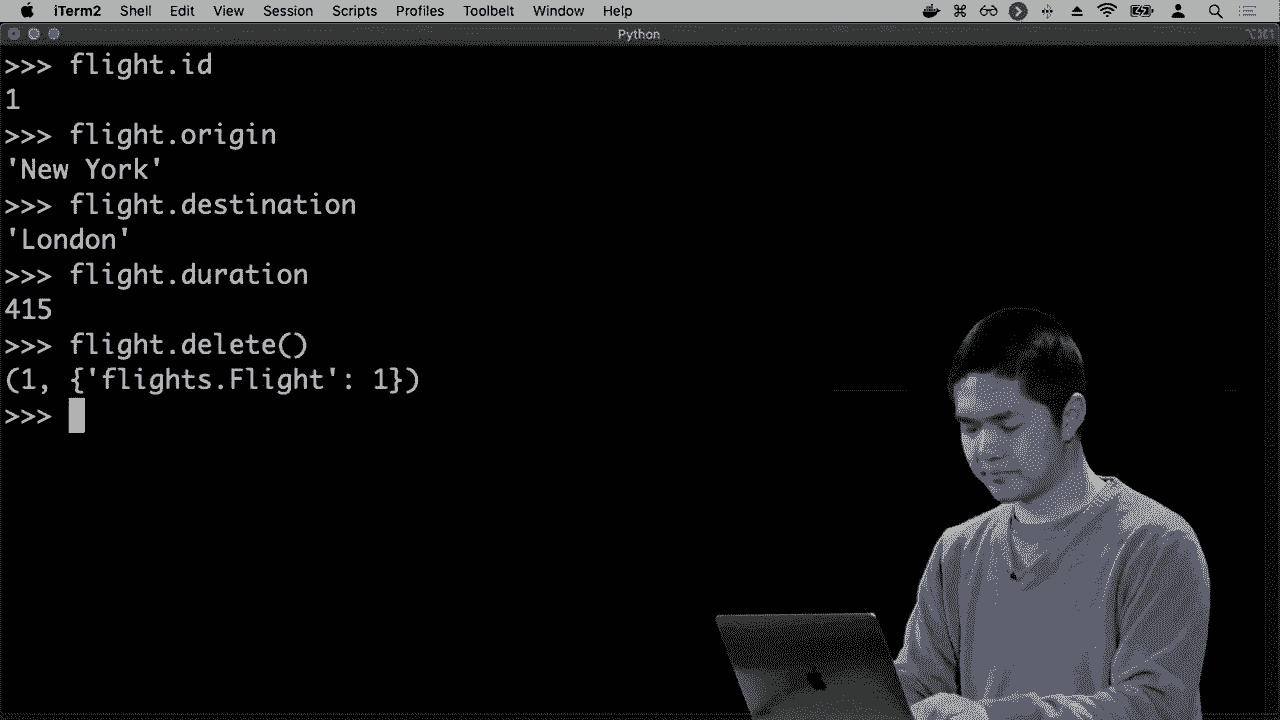 iTerm2 Shell Edit View Session Scripts Profiles Toolbelt Window Help
Python
>>> flight.id
1
>>> flight.origin
'New York'
>>> flight.destination
'London'
>>> flight.duration
415
>>> flight.delete()
(1, {'flights.Flight': 1})
>>>